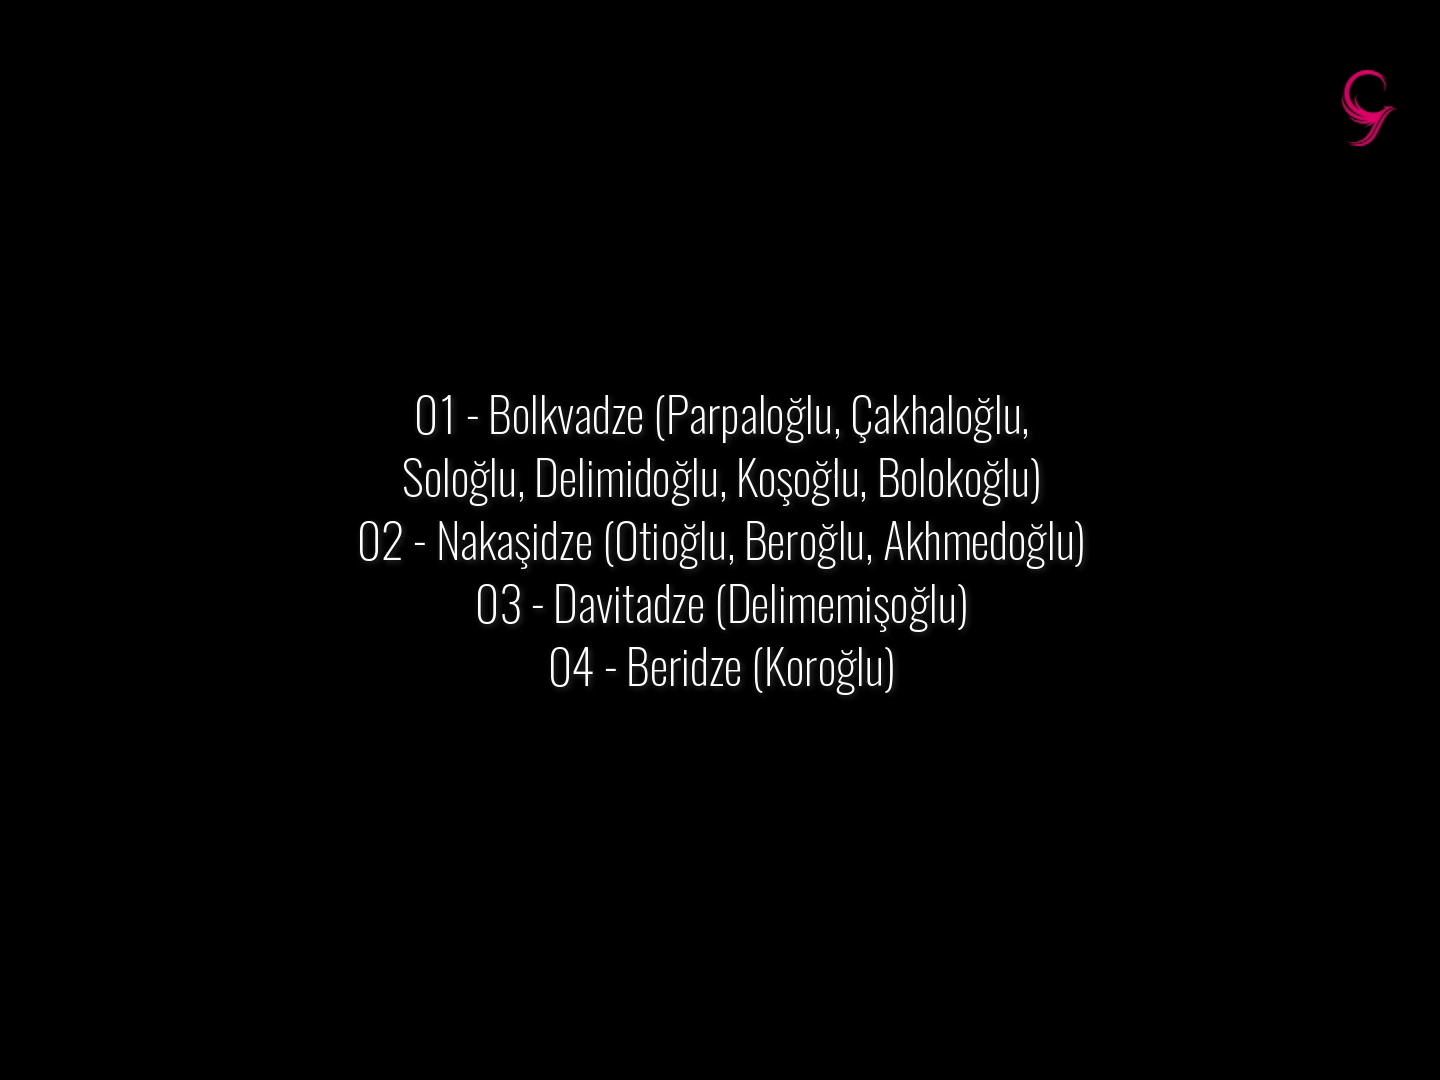 01 - Bolkvadze (Parpaloğlu, Çakhaloğlu,
Soloğlu, Delimidoğlu, Koşoğlu, Bolokoğlu)
02 - Nakaşidze (Otioğlu, Beroğlu, Akhmedoğlu)
03 - Davitadze (Delimemişoğlu)
04 - Beridze (Koroğlu)